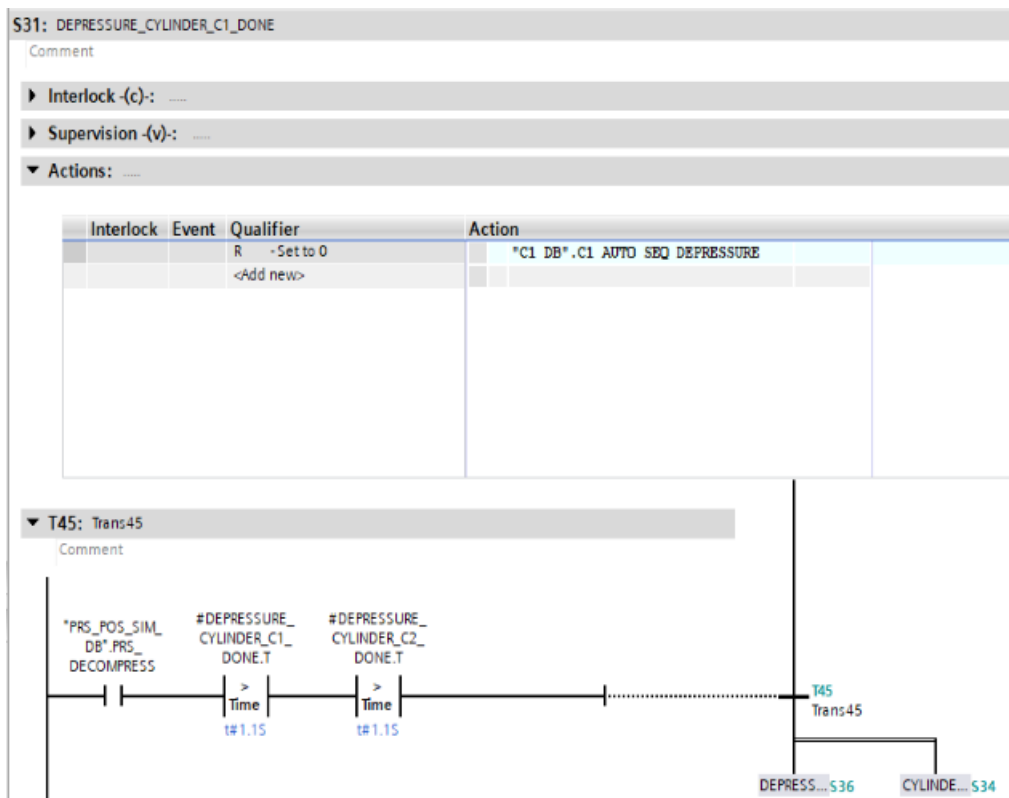 S31: DEPRESSURE_CYLINDER_C1_DONE
Comment
Interlock -(c)-: .....
Supervision -(v)-: .....
Actions: .....
Interlock Event Qualifier Action
R - Set to 0 "C1 DB".C1 AUTO SEQ DEPRESSURE
<Add new>
T45: Trans45
Comment
"PRS_POS_SIM_
DB".PRS_
DECOMPRESS
#DEPRESSURE_
CYLINDER_C1_
DONE.T
#DEPRESSURE_
CYLINDER_C2_
DONE.T
>
Time
t#1.1S
>
Time
t#1.1S
T45
Trans45
DEPRESS... S36
CYLINDE... S34